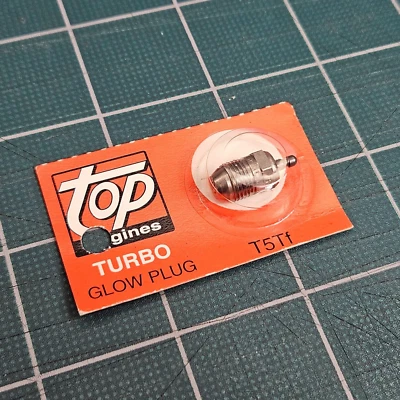 top
gines
TURBO
GLOW PLUG
T5Tf